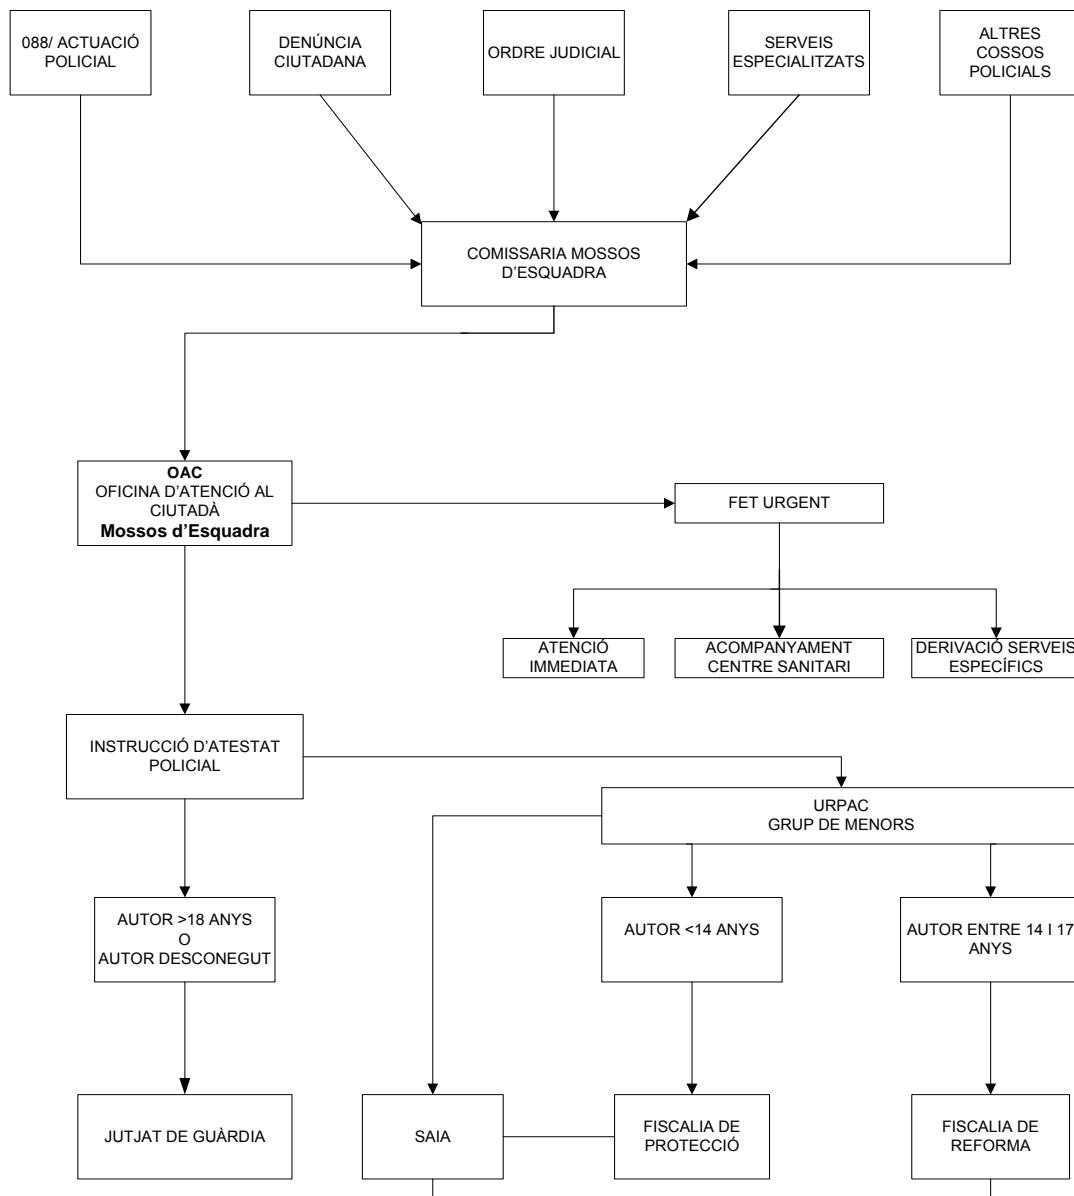 088/ ACTUACIÓ
POLICIAL
DENÚNCIA
CIUTADANA
ORDRE JUDICIAL
SERVEIS
ESPECIALITZATS
ALTRES
COSSOS
POLICIALS
COMISSARIA MOSSOS
D'ESQUADRA
OAC
OFICINA D'ATENCIÓ AL
CIUTADÀ
Mossos d'Esquadra
FET URGENT
ATENCIÓ
IMMEDIATA
ACOMPANYAMENT
CENTRE SANITARI
DERIVACIÓ SERVEIS
ESPECÍFICS
INSTRUCCIÓ D'ATESTAT
POLICIAL
URPAC
GRUP DE MENORS
AUTOR >18 ANYS
O
AUTOR DESCONEGUT
AUTOR <14 ANYS
AUTOR ENTRE 14 I 17
ANYS
JUTJAT DE GUÀRDIA
SAIA
FISCALIA DE
PROTECCIÓ
FISCALIA DE
REFORMA